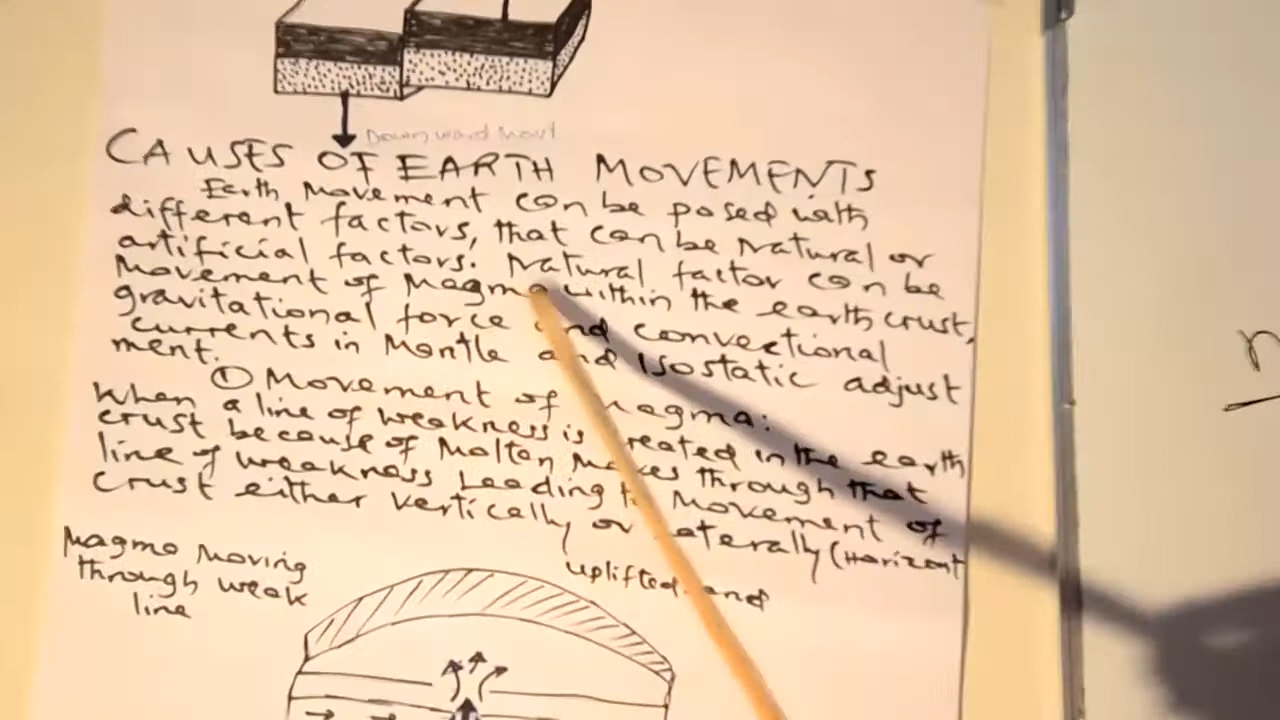 Downward Movt
CAUSES OF EARTH MOVEMENTS
Earth Movement can be posed with
different factors, that can be Natural or
artificial factors. Natural factor can be
Movement of Magma within the earth crust,
gravitational force and convectional
currents in Mantle and Isostatic adjust
ment.
① Movement of Magma:
When a line of weakness is created in the earth
crust because of Molten Makes through that
line of weakness Leading to Movement of
crust either vertically or Laterally (Horizont
Magma Moving
through weak
line
uplifted land
n